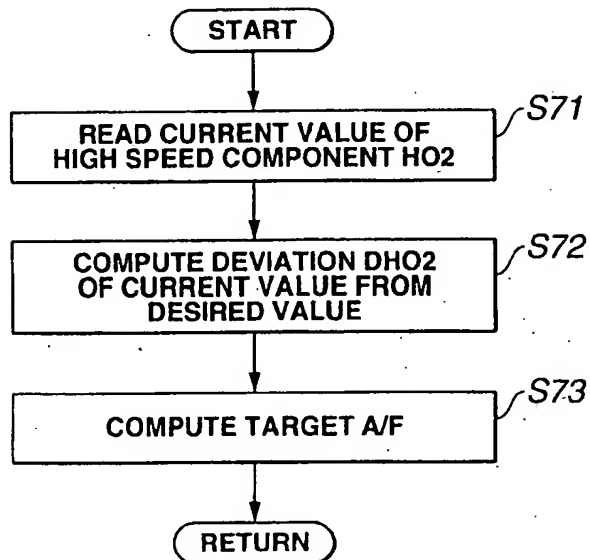 START
READ CURRENT VALUE OF
HIGH SPEED COMPONENT HO2
S71
COMPUTE DEVIATION DHO2
OF CURRENT VALUE FROM
DESIRED VALUE
S72
COMPUTE TARGET A/F
S73
RETURN